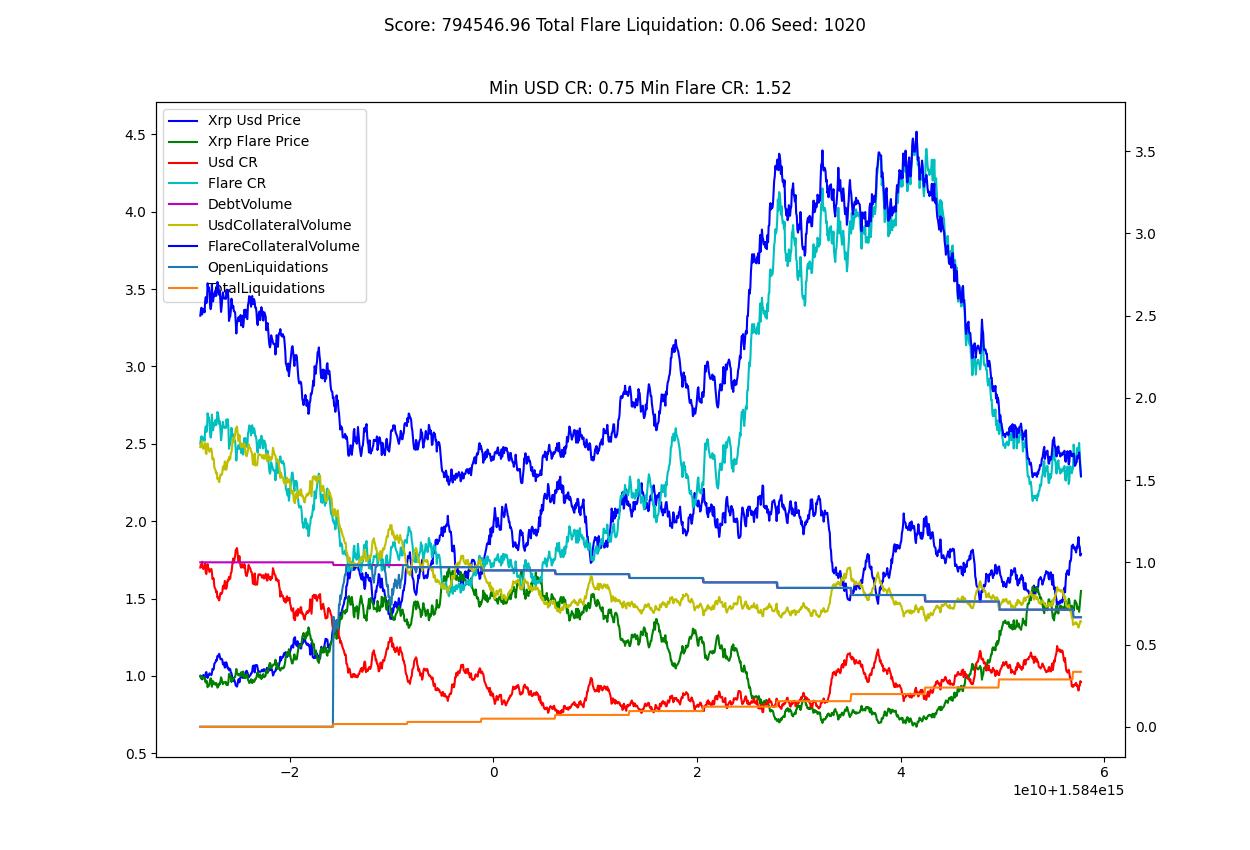 Score: 794546.96 Total Flare Liquidation: 0.06 Seed: 1020
Min USD CR: 0.75 Min Flare CR: 1.52
Xrp Usd Price
Xrp Flare Price
Usd CR
Flare CR
DebtVolume
UsdCollateralVolume
FlareCollateralVolume
OpenLiquidations
TotalLiquidations
4.5
4.0
3.5
3.0
2.5
2.0
1.5
1.0
0.5
3.5
3.0
2.5
2.0
1.5
1.0
0.5
0.0
−2
0
2
4
6
1e10+1.584e15